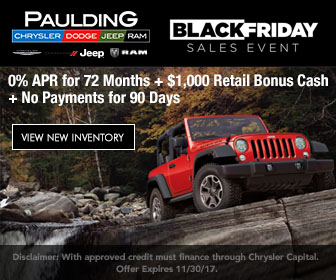 PAULDING
CHRYSLER DODGE JEEP RAM
Jeep RAM
BLACK FRIDAY
SALES EVENT
0% APR for 72 Months + $1,000 Retail Bonus Cash
+ No Payments for 90 Days
VIEW NEW INVENTORY
Disclaimer: With approved credit must finance through Chrysler Capital.
Offer Expires 11/30/17.